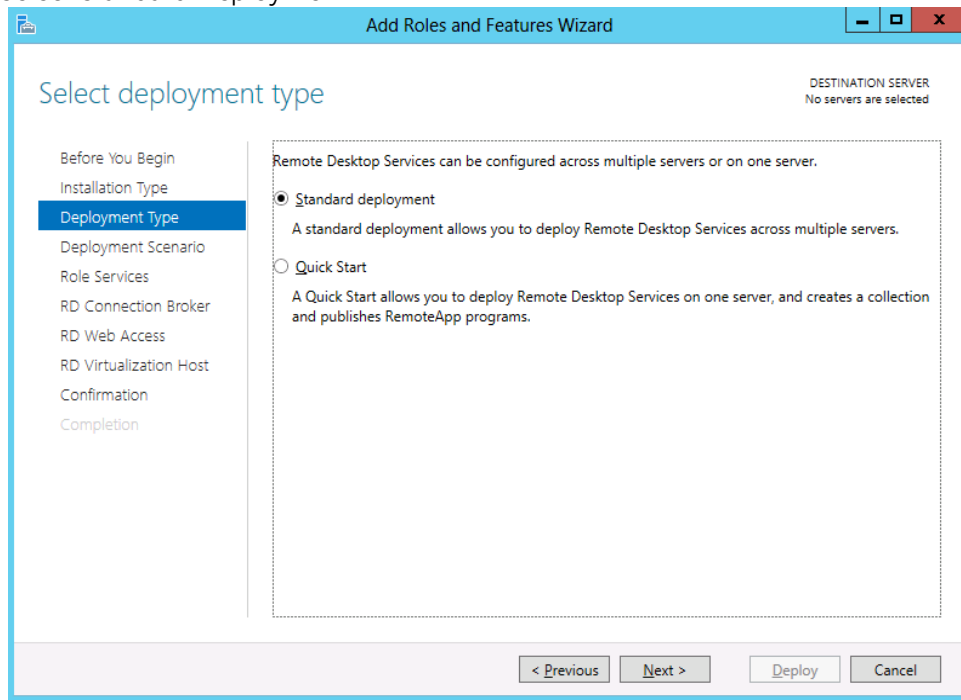 Add Roles and Features Wizard
Select deployment type
DESTINATION SERVER
No servers are selected
Before You Begin
Installation Type
Deployment Type
Deployment Scenario
Role Services
RD Connection Broker
RD Web Access
RD Virtualization Host
Confirmation
Completion
Remote Desktop Services can be configured across multiple servers or on one server.
Standard deployment
A standard deployment allows you to deploy Remote Desktop Services across multiple servers.
Quick Start
A Quick Start allows you to deploy Remote Desktop Services on one server, and creates a collection
and publishes RemoteApp programs.
< Previous
Next >
Deploy
Cancel